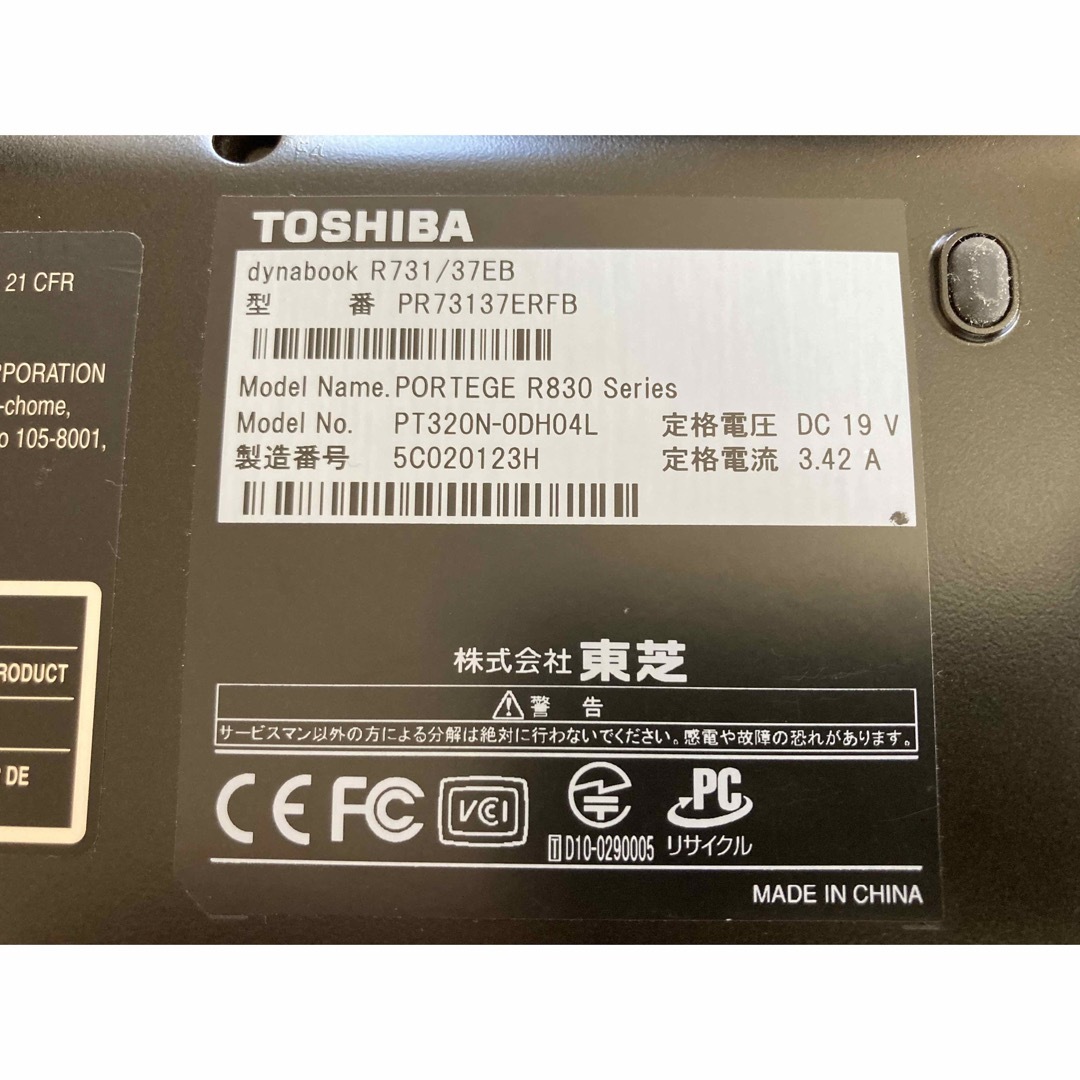 TOSHIBA
dynabook R731/37EB
型 番 PR73137ERFB
Model Name. PORTEGE R830 Series
Model No. PT320N-0DH04L 定格電圧 DC 19 V
製造番号 5C020123H 定格電流 3.42 A
株式会社 東芝
警 告
サービスマン以外の方による分解は絶対に行わないでください。感電や故障の恐れがあります。
CE FC VCI PC
T D10-0290005 リサイクル
MADE IN CHINA
21 CFR
-chome,
105-8001,
DE